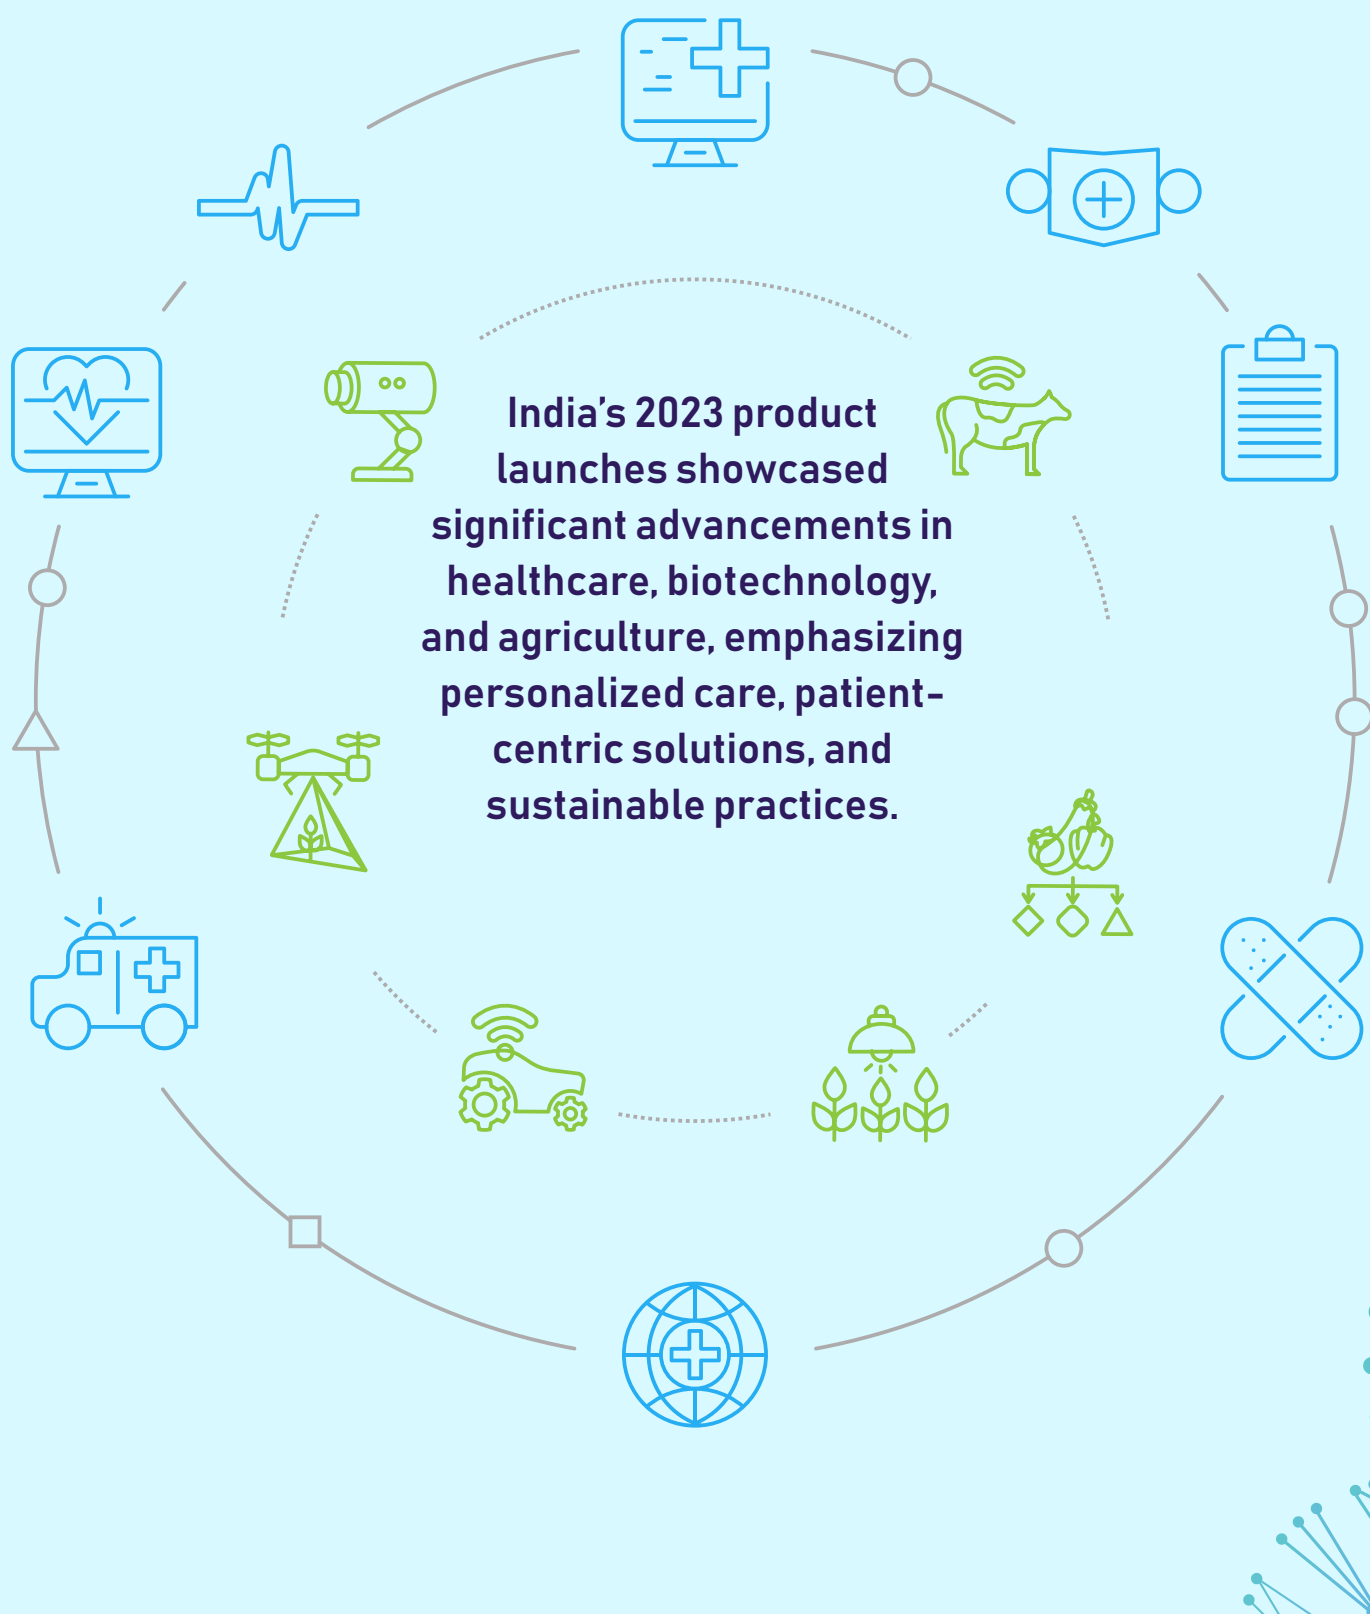 India’s 2023 product
launches showcased
significant advancements in
healthcare, biotechnology,
and agriculture, emphasizing
personalized care, patient-
centric solutions, and
sustainable practices.